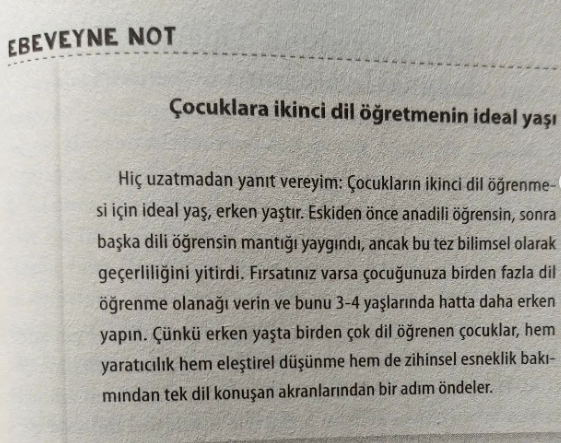 EBEVEYNE NOT
Çocuklara ikinci dil öğretmenin ideal yaşı
Hiç uzatmadan yanıt vereyim: Çocukların ikinci dil öğrenme-
si için ideal yaş, erken yaştır. Eskiden önce anadili öğrensin, sonra
başka dili öğrensin mantığı yaygındı, ancak bu tez bilimsel olarak
geçerliliğini yitirdi. Fırsatınız varsa çocuğunuza birden fazla dil
öğrenme olanağı verin ve bunu 3-4 yaşlarında hatta daha erken
yapın. Çünkü erken yaşta birden çok dil öğrenen çocuklar, hem
yaratıcılık hem eleştirel düşünme hem de zihinsel esneklik bakı-
mından tek dil konuşan akranlarından bir adım öndeler.